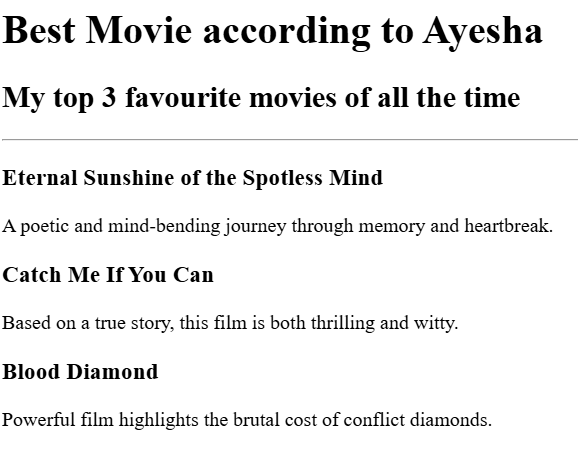 Best Movie according to Ayesha
My top 3 favourite movies of all the time
Eternal Sunshine of the Spotless Mind
A poetic and mind-bending journey through memory and heartbreak.
Catch Me If You Can
Based on a true story, this film is both thrilling and witty.
Blood Diamond
Powerful film highlights the brutal cost of conflict diamonds.